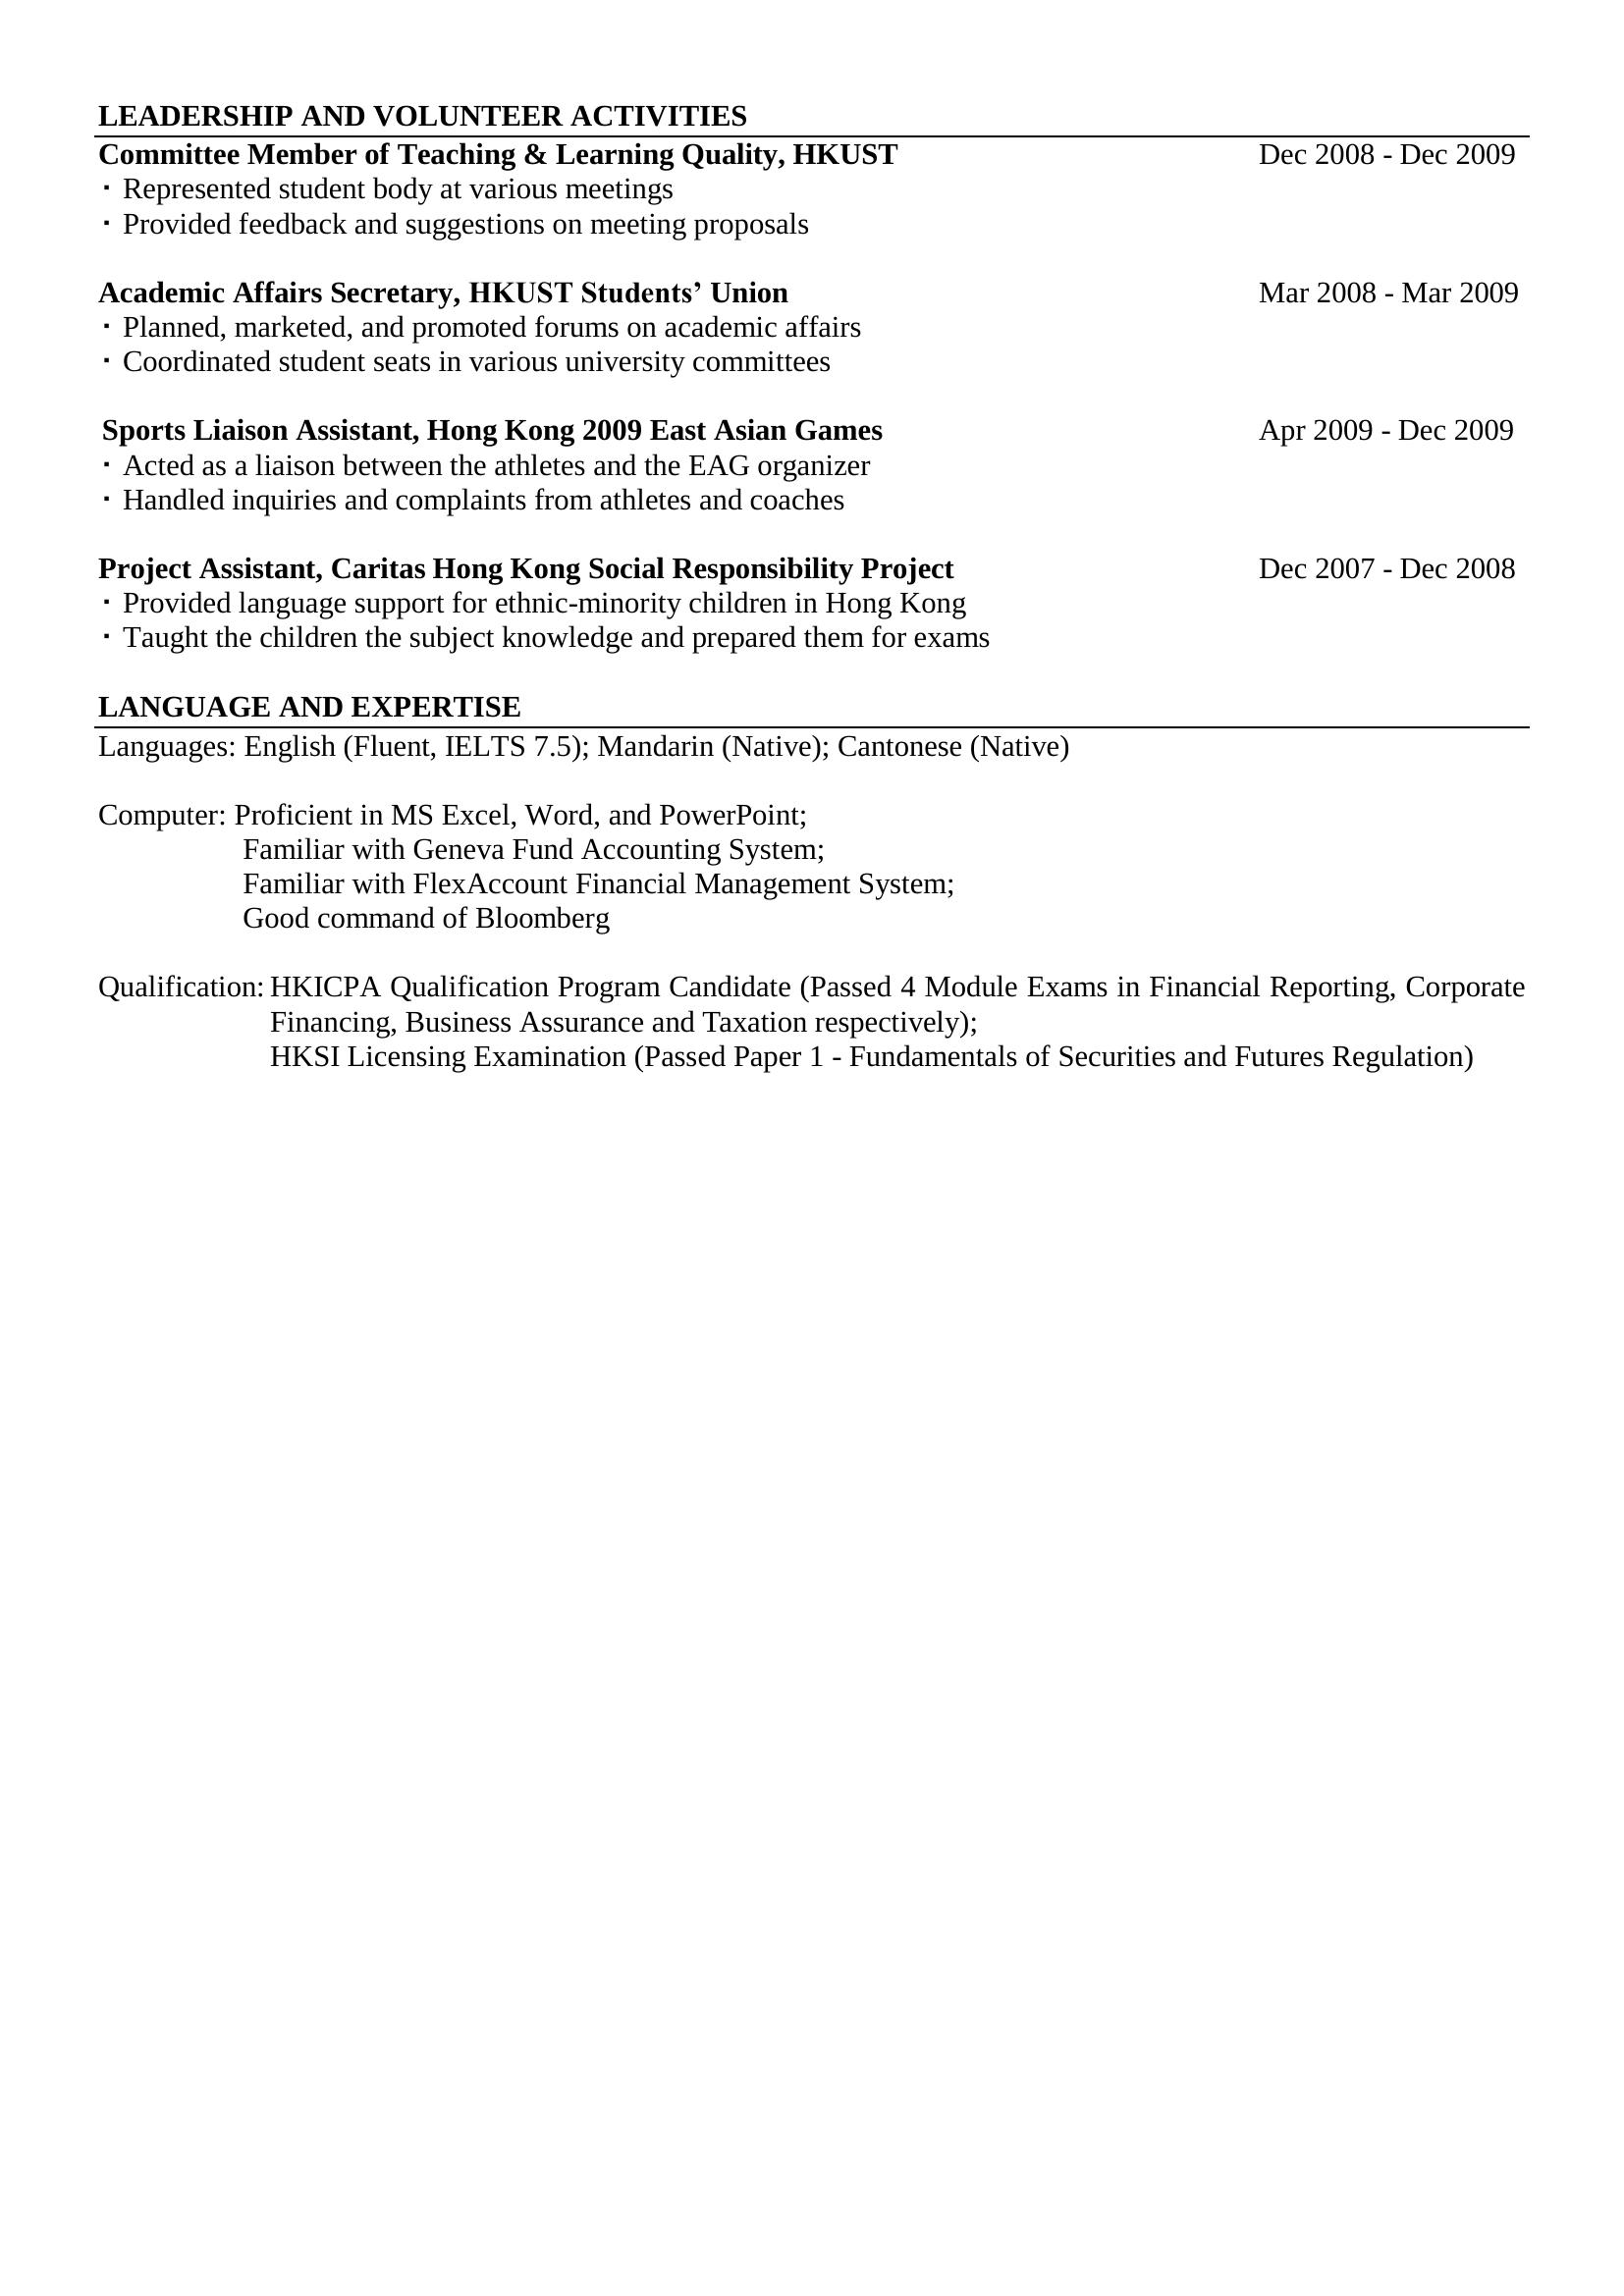 LEADERSHIP AND VOLUNTEER ACTIVITIES
Committee Member of Teaching & Learning Quality, HKUST Dec 2008 - Dec 2009
▪ Represented student body at various meetings
▪ Provided feedback and suggestions on meeting proposals
Academic Affairs Secretary, HKUST Students’ Union Mar 2008 - Mar 2009
▪ Planned, marketed, and promoted forums on academic affairs
▪ Coordinated student seats in various university committees
Sports Liaison Assistant, Hong Kong 2009 East Asian Games Apr 2009 - Dec 2009
▪ Acted as a liaison between the athletes and the EAG organizer
▪ Handled inquiries and complaints from athletes and coaches
Project Assistant, Caritas Hong Kong Social Responsibility Project Dec 2007 - Dec 2008
▪ Provided language support for ethnic-minority children in Hong Kong
▪ Taught the children the subject knowledge and prepared them for exams
LANGUAGE AND EXPERTISE
Languages: English (Fluent, IELTS 7.5); Mandarin (Native); Cantonese (Native)
Computer: Proficient in MS Excel, Word, and PowerPoint;
Familiar with Geneva Fund Accounting System;
Familiar with FlexAccount Financial Management System;
Good command of Bloomberg
Qualification: HKICPA Qualification Program Candidate (Passed 4 Module Exams in Financial Reporting, Corporate
Financing, Business Assurance and Taxation respectively);
HKSI Licensing Examination (Passed Paper 1 - Fundamentals of Securities and Futures Regulation)